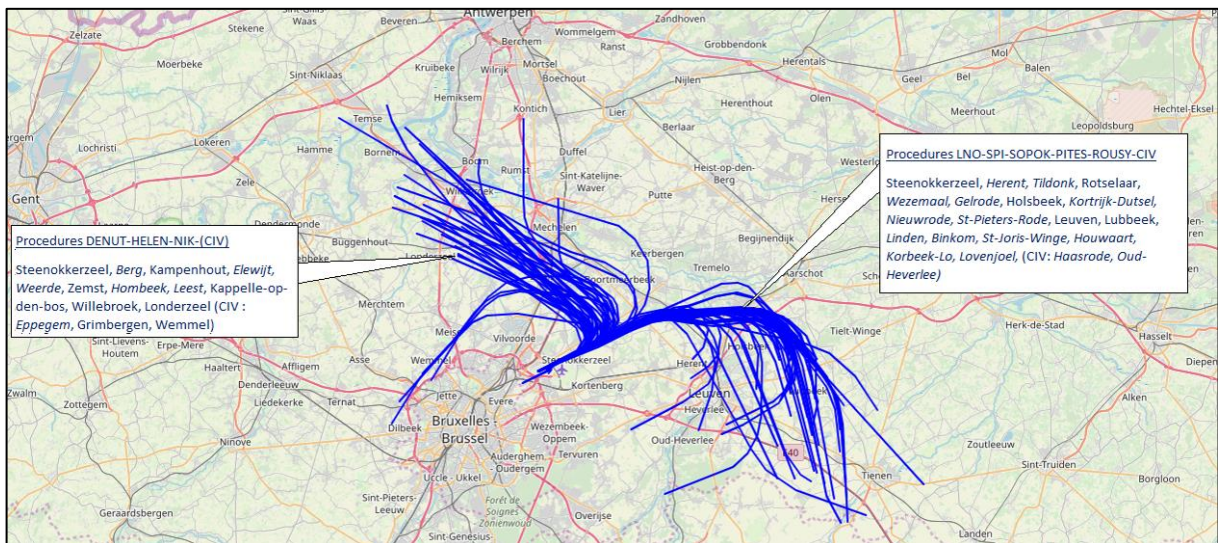 Antwerpen
Zandhoven
Stekene
Waas
Beveren
Zelzate
Berchem
Wommelgem
Ranst
Grobbendonk
Mol
Moerbeke
Kruibeke
Wilrijk
Mortsel
Herentals
Balen
Sint-Niklaas
Boechout
Nijlen
Geel
Bel
Hemiksem
Kontich
Lier
Olen
Meerhout
Hechtel-Eksel
Temse
Herenthout
Lochristi
Lokeren
Leopoldsburg
Hamme
Bornem
Duffel
Berlaar
Boom
Rumst
Gent
Zele
Sint-Katelijne-
Waver
Heist-op-den-
Berg
Putte
Dendermonde
Mechelen
Buggenhout
Keerbergen
Begijnendijk
Tremelo
Aarschot
Merchtem
Tielt-Winge
Herk-de-Stad
Hasselt
Procedures LNO-SPI-SOPOK-PITES-ROUSY-CIV
Steenokkerzeel, Herent, Tildonk, Rotselaar,
Wezemaal, Gelrode, Holsbeek, Kortrijk-Dutsel,
Nieuwrode, St-Pieters-Rode, Leuven, Lubbeek,
Linden, Binkom, St-Joris-Winge, Houwaart,
Korbeek-Lo, Lovenjoel, (CIV: Haasrode, Oud-
Heverlee)
Procedures DENUT-HELEN-NIK-(CIV)
Steenokkerzeel, Berg, Kampenhout, Elewijt,
Weerde, Zemst, Hombeek, Leest, Kappelle-op-
den-bos, Willebroek, Londerzeel (CIV :
Eppegem, Grimbergen, Wemmel)
Sint-Lievens-
Houtem
Erpe-Mere
Haaltert
Affligem
Asse
Wemmel
Vilvoorde
Steenokkerzeel
Holsbeek
Diepen
Zwalm
Zottegem
Denderleeuw
Liedekerke
Ternat
Jette
Evere
Kortenberg
Leuven
Heverlee
Alken
Ninove
Dilbeek
Bruxelles -
Brussel
Wezembeek-
Oppem
Tervuren
Oud-Heverlee
Zoutleeuw
Auderghem
- Oudergem
Uccle - Ukkel
E40
Tienen
Sint-Truiden
Borgloon
Geraardsbergen
Sint-Pieters-
Leeuw
Forêt de
Soignes
Zoniënwoud
Overijse
Sint-Genesius-
Landen